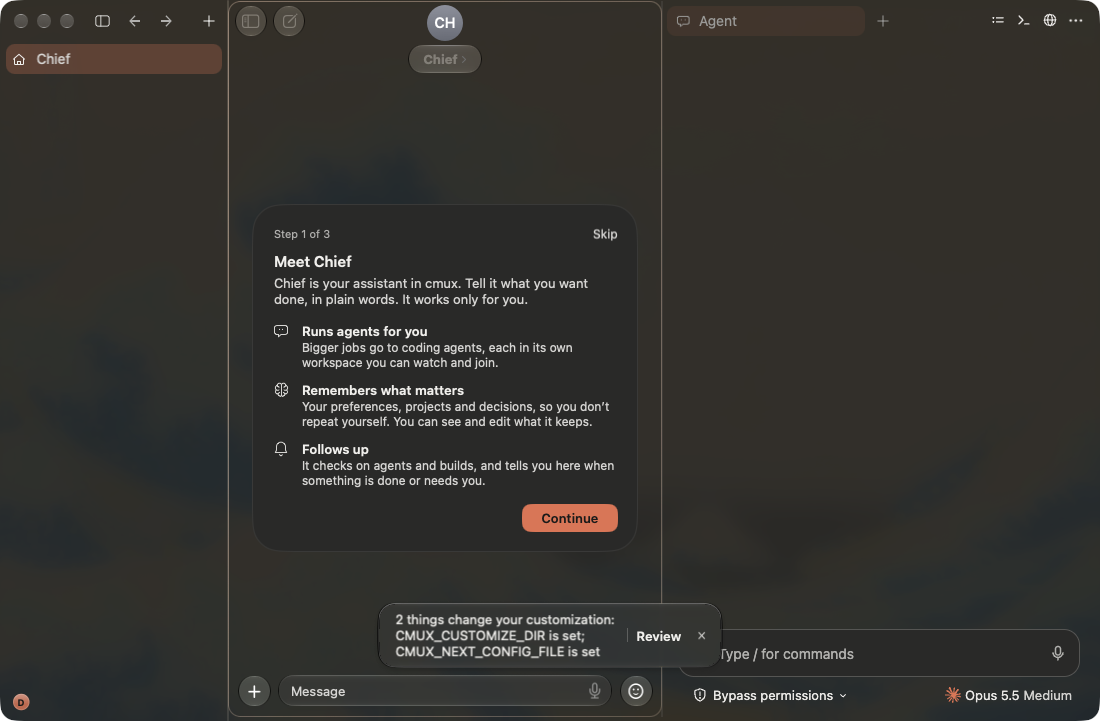 CH
Agent
Chief
Chief
Step 1 of 3
Skip
Meet Chief
Chief is your assistant in cmux. Tell it what you want
done, in plain words. It works only for you.
Runs agents for you
Bigger jobs go to coding agents, each in its own
workspace you can watch and join.
Remembers what matters
Your preferences, projects and decisions, so you don't
repeat yourself. You can see and edit what it keeps.
Follows up
It checks on agents and builds, and tells you here when
something is done or needs you.
Continue
2 things change your customization:
CMUX_CUSTOMIZE_DIR is set;
CMUX_NEXT_CONFIG_FILE is set
Review
Type / for commands
Message
Bypass permissions
Opus 5.5 Medium
D